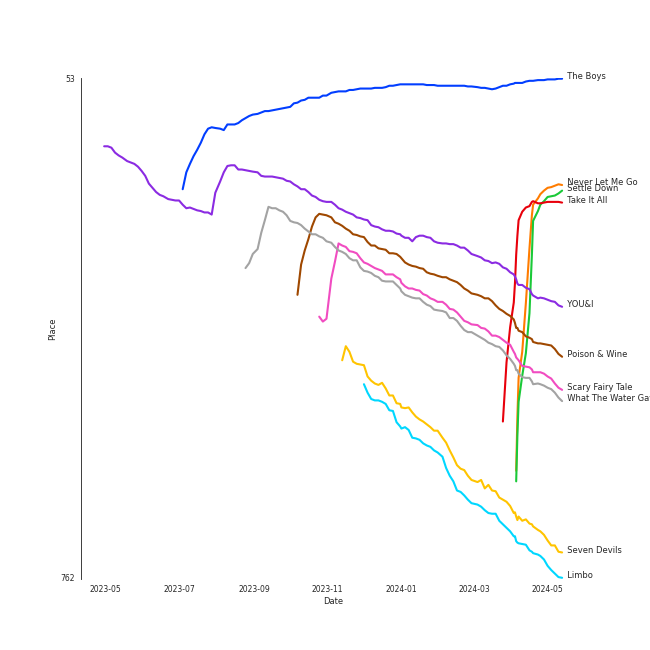 53
The Boys
Never Let Me Go
Settle Down
Take It All
YOU&I
Place
Poison & Wine
Scary Fairy Tale
What The Water Ga
Seven Devils
Limbo
762
2023-05 2023-07 2023-09 2023-11 2024-01 2024-03 2024-05
Date